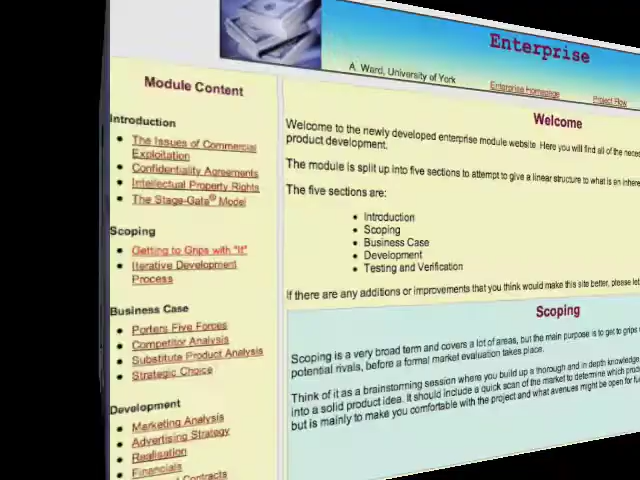 Enterprise
A. Ward, University of York
Enterprise Homepage
Project Flow
Module Content
Introduction
The Issues of Commercial
Exploitation
Confidentiality Agreements
Intellectual Property Rights
The Stage-Gate® Model
Scoping
Getting to Grips with "It"
Iterative Development
Process
Business Case
Porters Five Forces
Competitor Analysis
Substitute Product Analysis
Strategic Choice
Development
Marketing Analysis
Advertising Strategy
Realisation
Financials
Contracts
Welcome
Welcome to the newly developed enterprise module website. Here you will find all of the
product development.
The module is split up into five sections to attempt to give a linear structure to what is an
The five sections are:
Introduction
Scoping
Business Case
Development
Testing and Verification
If there are any additions or improvements that you think would make this site better, please
Scoping
Scoping is a very broad term and covers a lot of areas, but the main purpose is to get to grips
potential rivals, before a formal market evaluation takes place.
Think of it as a brainstorming session where you build up a thorough and in depth knowledge
into a solid product idea. It should include a quick scan of the market to determine which
but is mainly to make you comfortable with the project and what avenues might be open for